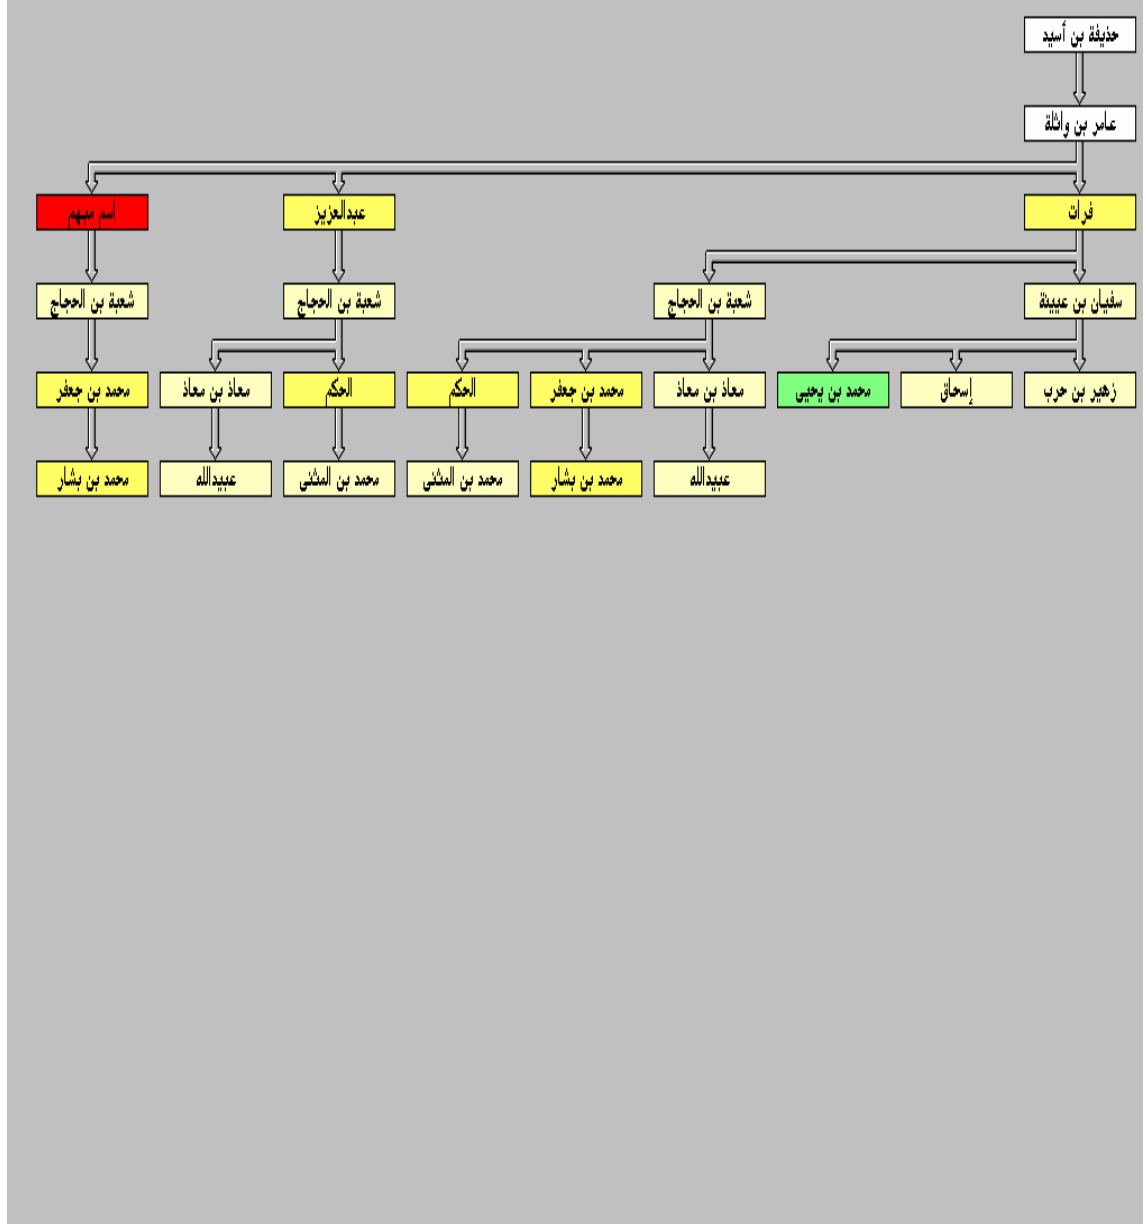 حذيفة بن أسيد
عامر بن واثلة
فرات
عبدالعزيز
اسم مبهم
سفيان بن عيينة
شعبة بن الحجاج
شعبة بن الحجاج
شعبة بن الحجاج
زهير بن حرب
إسحاق
محمد بن يحيى
معاذ بن معاذ
محمد بن جعفر
الحكم
الحكم
معاذ بن معاذ
محمد بن جعفر
عبيدالله
محمد بن بشار
محمد بن المثنى
محمد بن المثنى
عبيدالله
محمد بن بشار